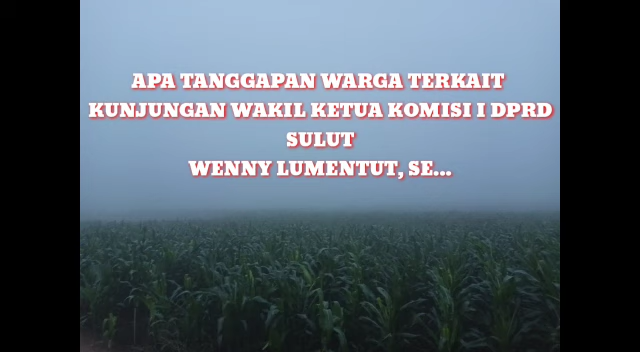 APA TANGGAPAN WARGA TERKAIT
KUNJUNGAN WAKIL KETUA KOMISI I DPRD
SULUT
WENNY LUMENTUT, SE...